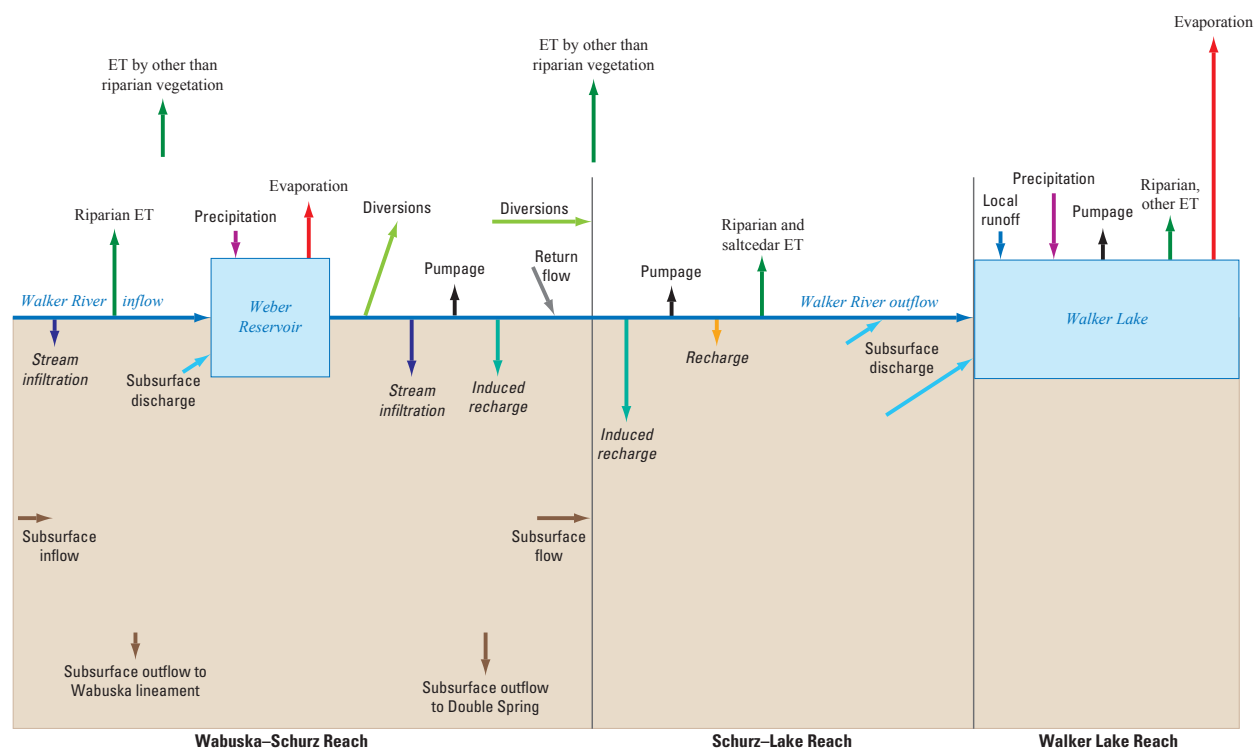 Evaporation
ET by other than
riparian vegetation
ET by other than
riparian vegetation
Riparian ET
Precipitation
Evaporation
Diversions
Diversions
Pumpage
Return
flow
Riparian and
saltcedar ET
Pumpage
Local
runoff
Precipitation
Pumpage
Riparian,
other ET
Walker River inflow
Weber
Reservoir
Walker River outflow
Walker Lake
Stream
infiltration
Subsurface
discharge
Stream
infiltration
Induced
recharge
Induced
recharge
Recharge
Subsurface
discharge
Subsurface
inflow
Subsurface
flow
Subsurface outflow to
Wabuska lineament
Subsurface outflow
to Double Spring
Wabuska–Schurz Reach
Schurz–Lake Reach
Walker Lake Reach